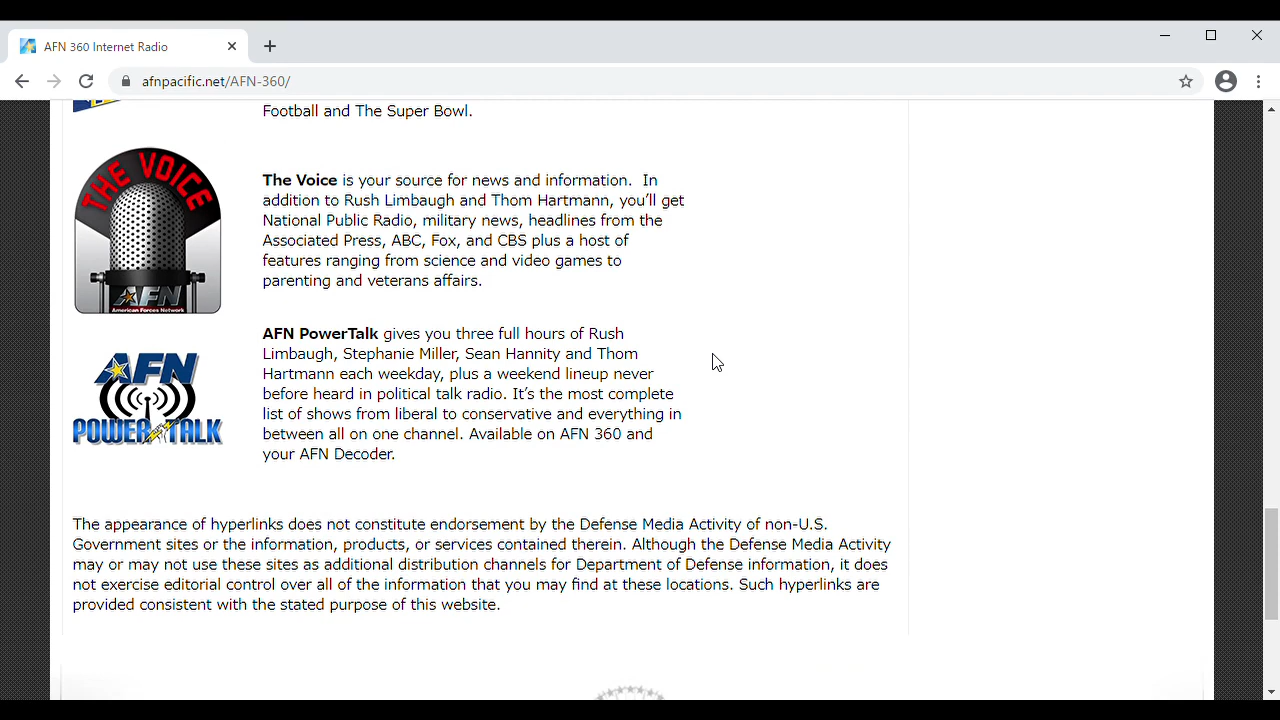 AFN 360 Internet Radio
afnpacific.net/AFN-360/
Football and The Super Bowl.
THE VOICE
AFN
American Forces Network
The Voice is your source for news and information.  In
addition to Rush Limbaugh and Thom Hartmann, you’ll get
National Public Radio, military news, headlines from the
Associated Press, ABC, Fox, and CBS plus a host of
features ranging from science and video games to
parenting and veterans affairs.
AFN
POWER TALK
AFN PowerTalk gives you three full hours of Rush
Limbaugh, Stephanie Miller, Sean Hannity and Thom
Hartmann each weekday, plus a weekend lineup never
before heard in political talk radio. It’s the most complete
list of shows from liberal to conservative and everything in
between all on one channel. Available on AFN 360 and
your AFN Decoder.
The appearance of hyperlinks does not constitute endorsement by the Defense Media Activity of non-U.S.
Government sites or the information, products, or services contained therein. Although the Defense Media Activity
may or may not use these sites as additional distribution channels for Department of Defense information, it does
not exercise editorial control over all of the information that you may find at these locations. Such hyperlinks are
provided consistent with the stated purpose of this website.